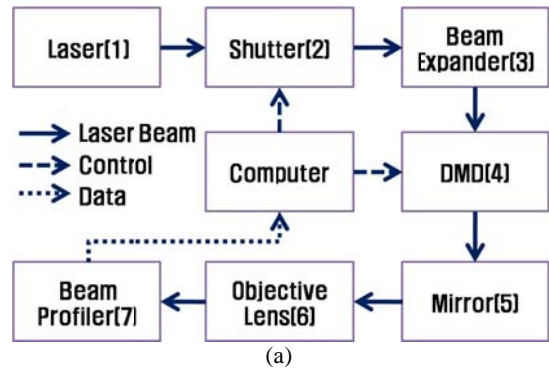 Laser(1)
Shutter(2)
Beam
Expander(3)
Laser Beam
Control
Data
Computer
DMD(4)
Beam
Profiler(7)
Objective
Lens(6)
Mirror(5)
(a)